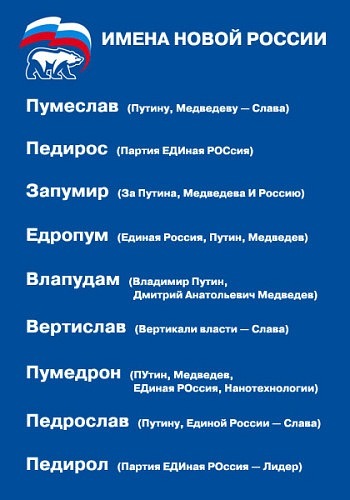 ИМЕНА НОВОЙ РОССИИ
Пумеслав (Путину, Медведеву — Слава)
Педирос (Партия ЕДИная РОСсия)
Запумир (За Путина, Медведева И Россию)
Едропум (Единая Россия, Путин, Медведев)
Влапудам (Владимир Путин,
Дмитрий Анатольевич Медведев)
Вертислав (Вертикали власти — Слава)
Пумедрон (ПУтин, Медведев,
ЕДиная РОссия, Нанотехнологии)
Педрослав (Путину, Единой России — Слава)
Педирол (Партия ЕДИная РОссия — Лидер)